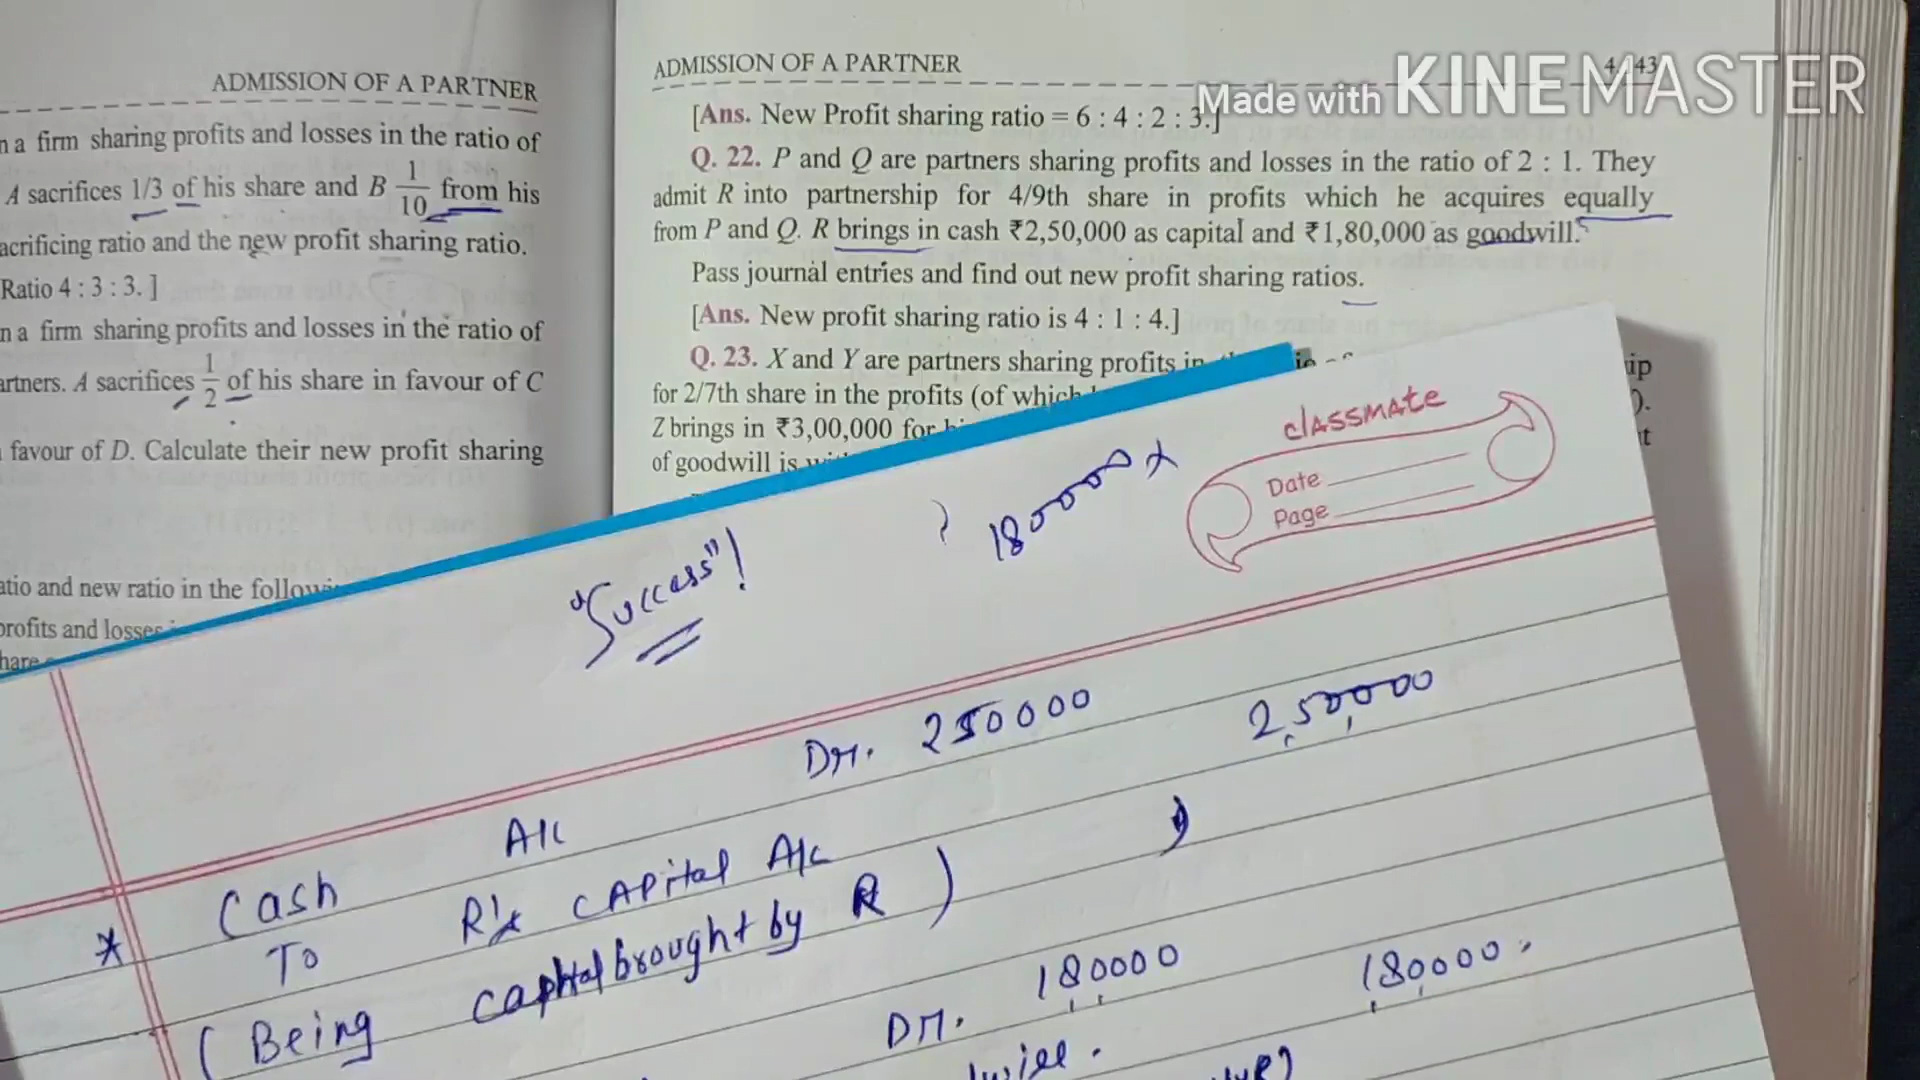 ADMISSION OF A PARTNER
n a firm sharing profits and losses in the ratio of
A sacrifices 1/3 of his share and B 1/10 from his
acrificing ratio and the new profit sharing ratio.
Ratio 4 : 3 : 3. ]
n a firm sharing profits and losses in the ratio of
artners. A sacrifices 1/2 of his share in favour of C
favour of D. Calculate their new profit sharing
atio and new ratio in the
profits and losses
hare
ADMISSION OF A PARTNER
Made with KINEMASTER
[Ans. New Profit sharing ratio = 6 : 4 : 2 : 3.]
Q. 22. P and Q are partners sharing profits and losses in the ratio of 2 : 1. They
admit R into partnership for 4/9th share in profits which he acquires equally
from P and Q. R brings in cash ₹2,50,000 as capital and ₹1,80,000 as goodwill.
Pass journal entries and find out new profit sharing ratios.
[Ans. New profit sharing ratio is 4 : 1 : 4.]
Q. 23. X and Y are partners sharing profits in
ip
for 2/7th share in the profits (of which
).
Z brings in ₹3,00,000 for
t
of goodwill is
"Success"!
180000 x
classmate
Date
Page
Dr. 250000 250000
Cash A/c
To R's capital A/c
(Being capital brought by R)
Dr. 180000 180000